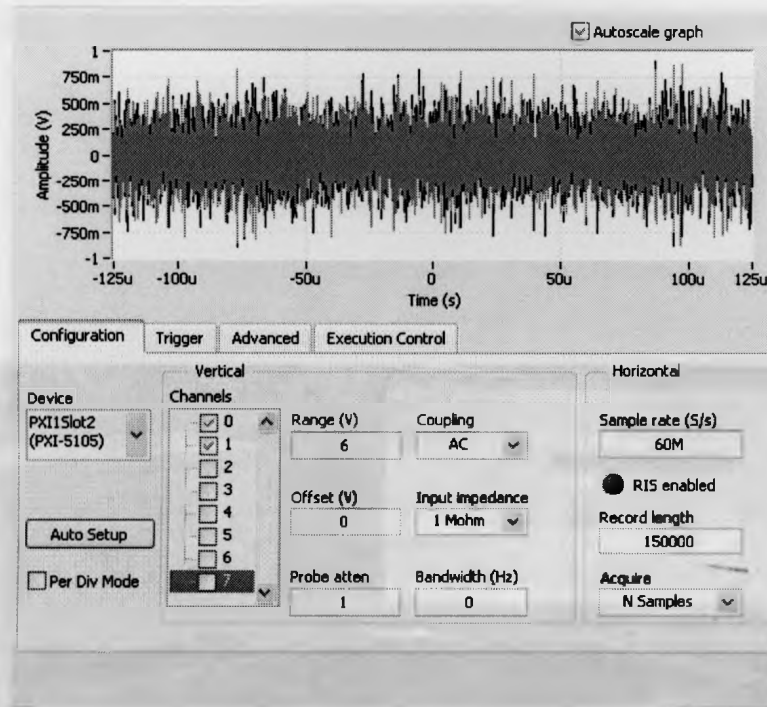 Autoscale graph
1
750m
500m
250m
0
-250m
-500m
-750m
-1
Amplitude (V)
-125u -100u -50u 0 50u 100u 125u
Time (s)
Configuration Trigger Advanced Execution Control
Vertical
Horizontal
Device
PXI1Slot2
(PXI-5105)
Auto Setup
Per Div Mode
Channels
0
1
2
3
4
5
6
7
Range (V)
6
Coupling
AC
Offset (V)
0
Input impedance
1 Mohm
Probe atten
1
Bandwidth (Hz)
0
Sample rate (S/s)
60M
RIS enabled
Record length
150000
Acquire
N Samples